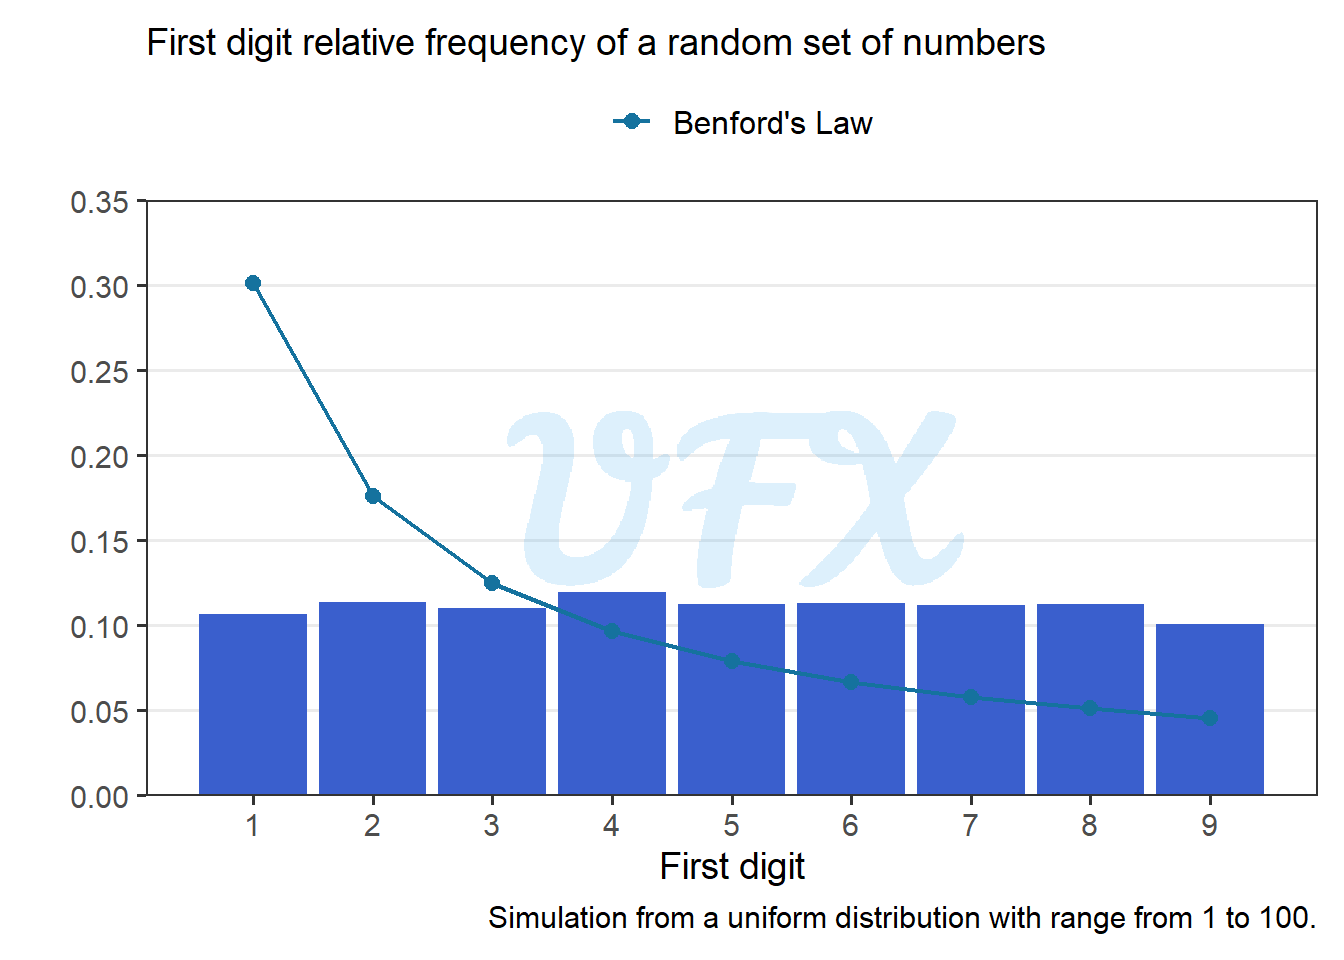 First digit relative frequency of a random set of numbers
Benford's Law
0.35
0.30
0.25
0.20
0.15
0.10
0.05
0.00
VFX
1 2 3 4 5 6 7 8 9
First digit
Simulation from a uniform distribution with range from 1 to 100.